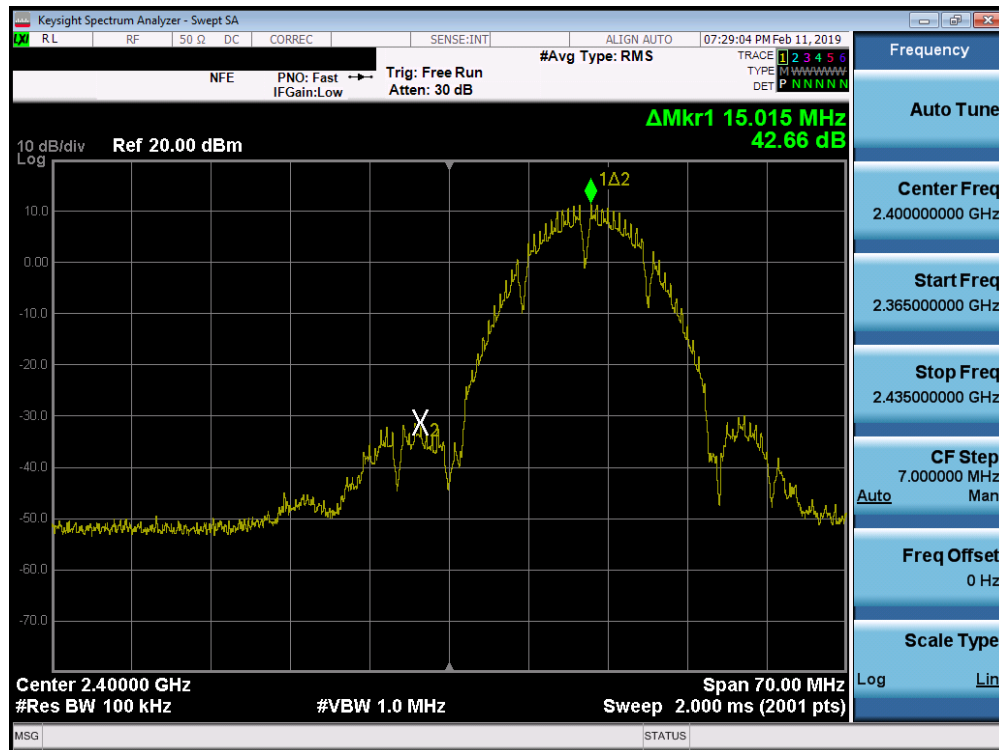 Keysight Spectrum Analyzer - Swept SA
LXI RL RF 50 Ω DC CORREC SENSE:INT ALIGN AUTO 07:29:04 PM Feb 11, 2019
NFE PNO: Fast Trig: Free Run #Avg Type: RMS TRACE 1 2 3 4 5 6
IFGain:Low Atten: 30 dB TYPE M WWWWW
DET P N N N N N
ΔMkr1 15.015 MHz
42.66 dB
10 dB/div Ref 20.00 dBm
Log
1Δ2
10.0
0.00
-10.0
-20.0
-30.0
X2
-40.0
-50.0
-60.0
-70.0
Center 2.40000 GHz Span 70.00 MHz
#Res BW 100 kHz #VBW 1.0 MHz Sweep 2.000 ms (2001 pts)
MSG STATUS
Frequency
Auto Tune
Center Freq
2.400000000 GHz
Start Freq
2.365000000 GHz
Stop Freq
2.435000000 GHz
CF Step
7.000000 MHz
Auto Man
Freq Offset
0 Hz
Scale Type
Log Lin